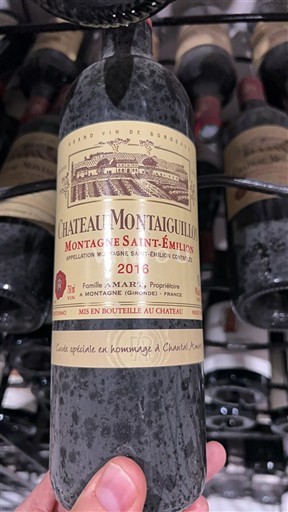 GRAND VIN DE BORDEAUX
CHATEAU MONTAIGUILLON
MONTAGNE SAINT-ÉMILION
APPELLATION MONTAGNE SAINT-ÉMILION CONTRÔLÉE
2016
Famille AMART, Propriétaire
A MONTAGNE (GIRONDE) - FRANCE
MIS EN BOUTEILLE AU CHATEAU
Cuvée spéciale en hommage à Chantal Amart